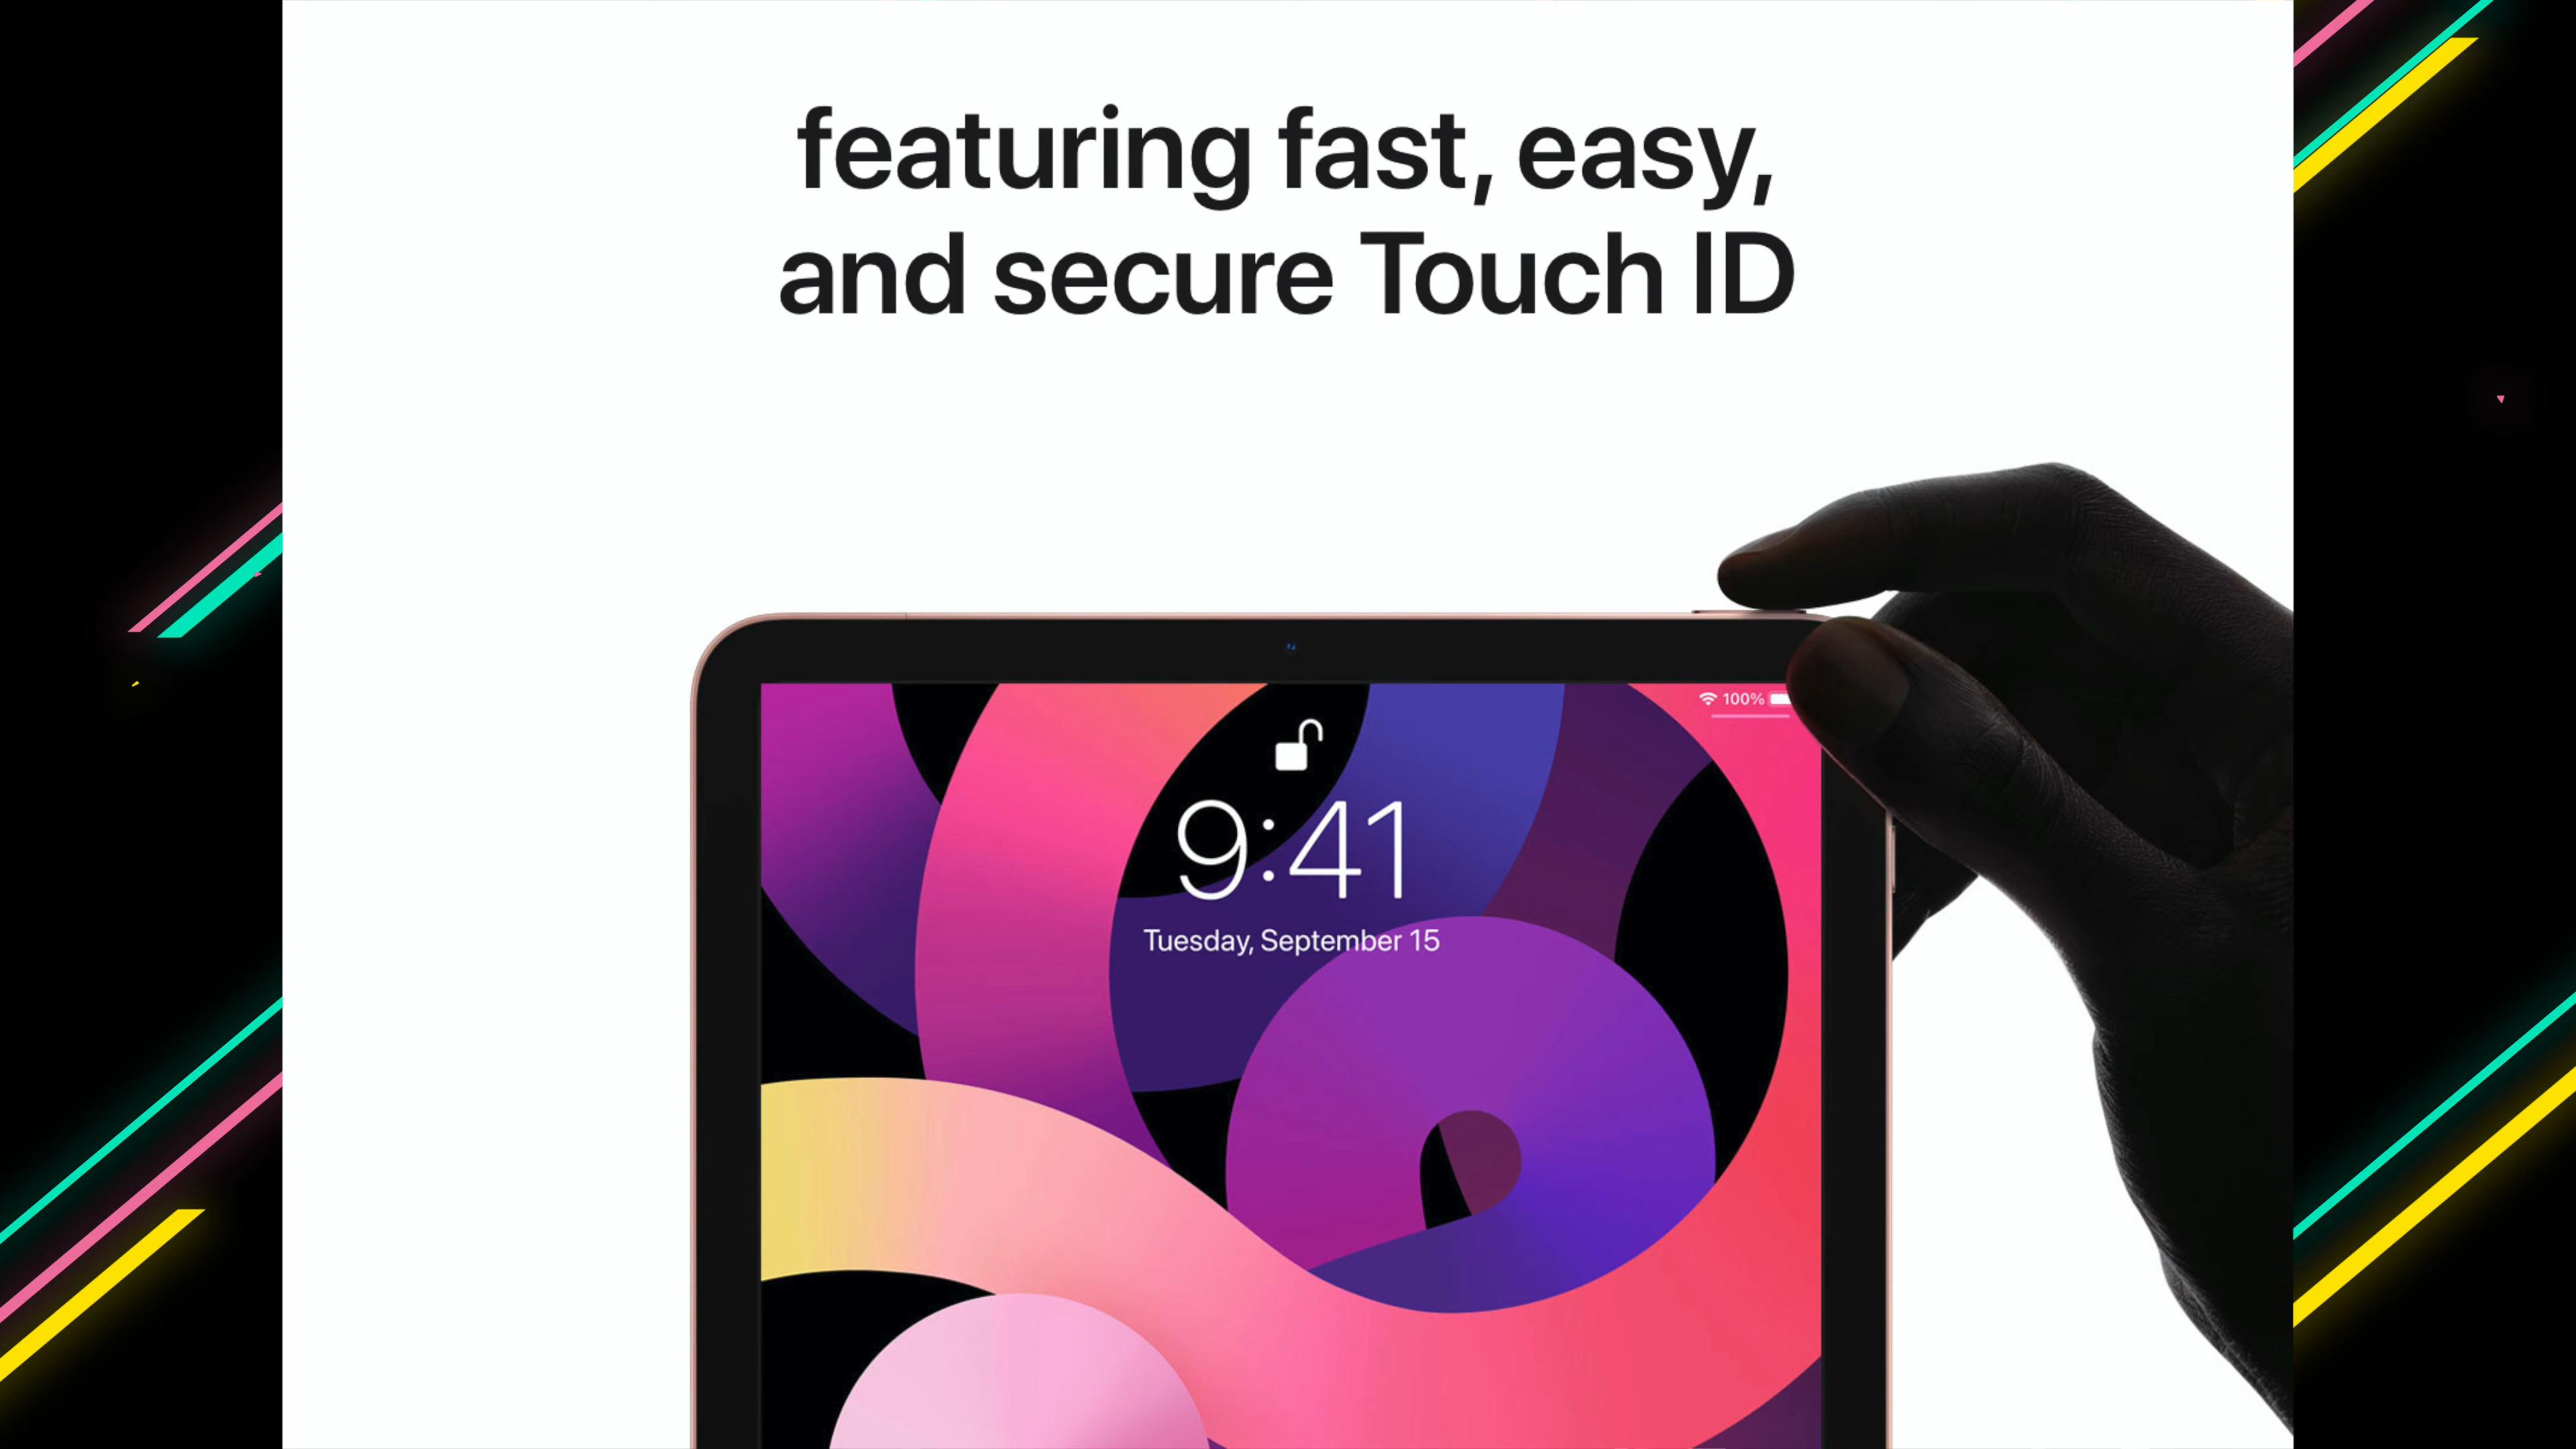 featuring fast, easy,
and secure Touch ID
100%
9:41
Tuesday, September 15